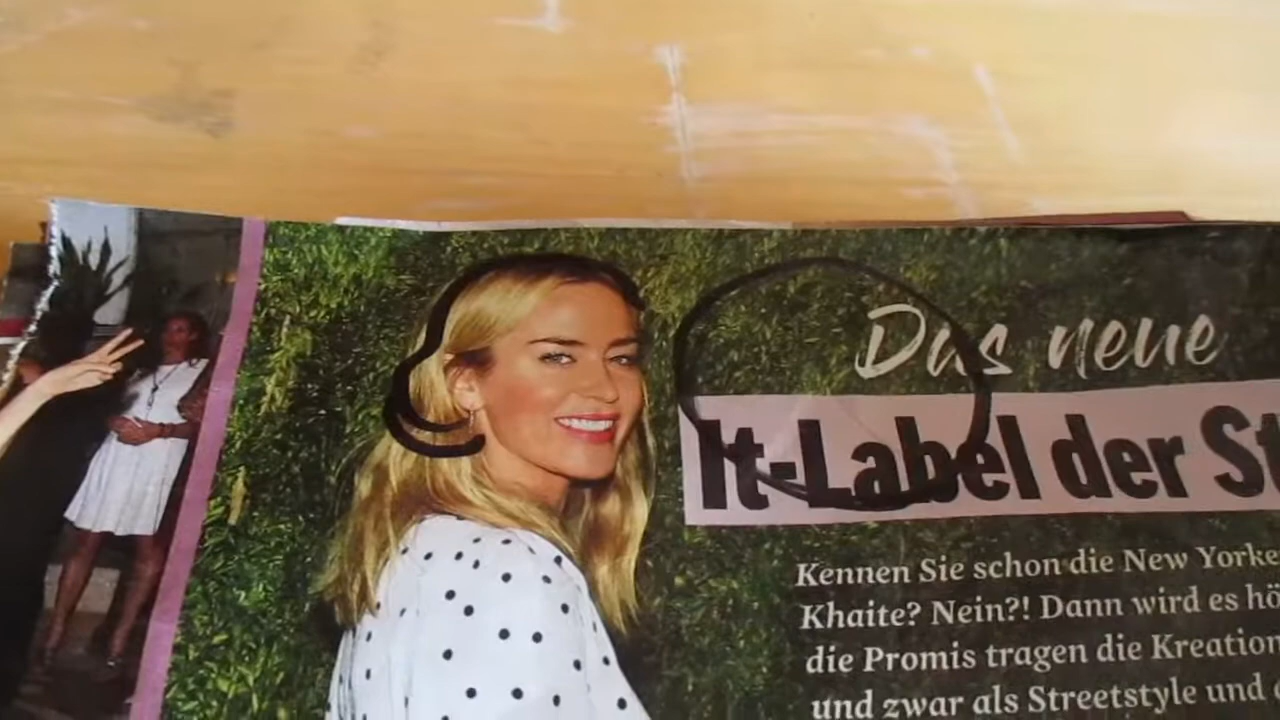 Das neue
It-Label der St
Kennen Sie schon die New Yorke
Khaite? Nein?! Dann wird es hö
die Promis tragen die Kreation
und zwar als Streetstyle und